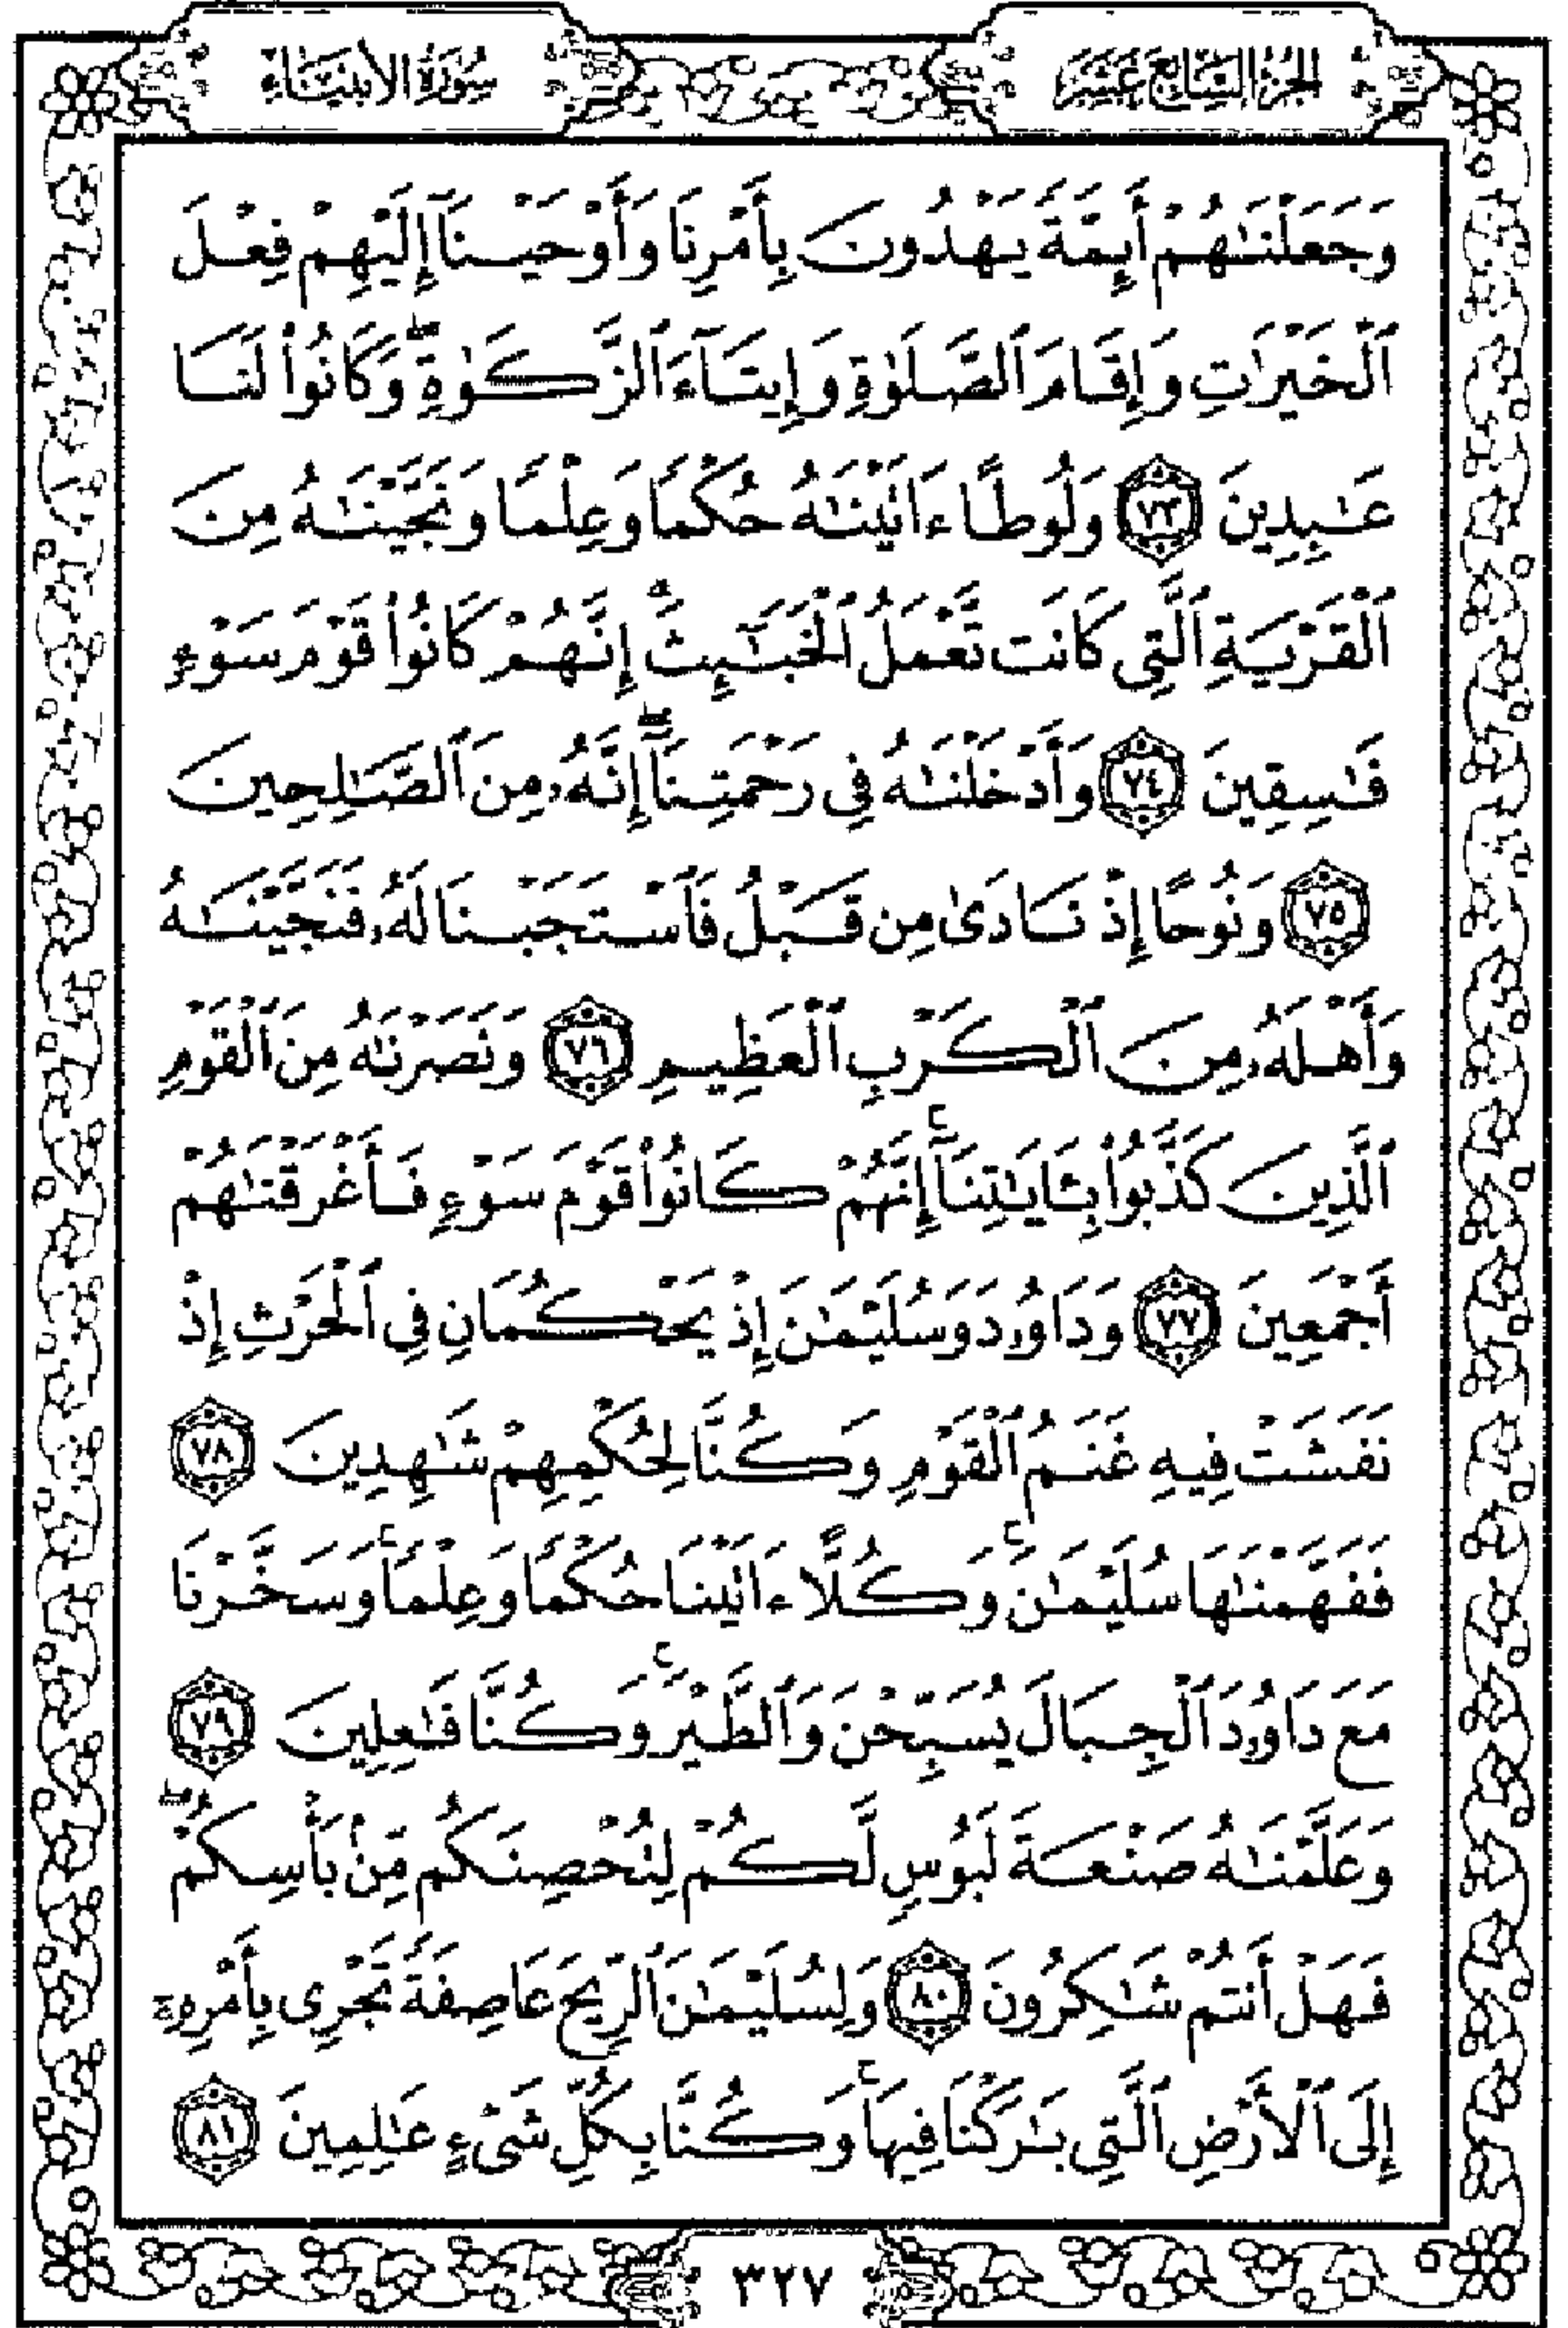 الجزء السابع عشر
سورة الأنبياء
وَجَعَلْنَٰهُمْ أَئِمَّةً يَهْدُونَ بِأَمْرِنَا وَأَوْحَيْنَآ إِلَيْهِمْ فِعْلَ
ٱلْخَيْرَٰتِ وَإِقَامَ ٱلصَّلَوٰةِ وَإِيتَآءَ ٱلزَّكَوٰةِۖ وَكَانُوا۟ لَنَا
عَٰبِدِينَ ٧٣ وَلُوطًا ءَاتَيْنَٰهُ حُكْمًا وَعِلْمًا وَنَجَّيْنَٰهُ مِنَ
ٱلْقَرْيَةِ ٱلَّتِى كَانَت تَّعْمَلُ ٱلْخَبَٰٓئِثَۗ إِنَّهُمْ كَانُوا۟ قَوْمَ سَوْءٍ
فَٰسِقِينَ ٧٤ وَأَدْخَلْنَٰهُ فِى رَحْمَتِنَآۖ إِنَّهُۥ مِنَ ٱلصَّٰلِحِينَ
٧٥ وَنُوحًا إِذْ نَادَىٰ مِن قَبْلُ فَٱسْتَجَبْنَا لَهُۥ فَنَجَّيْنَٰهُ
وَأَهْلَهُۥ مِنَ ٱلْكَرْبِ ٱلْعَظِيمِ ٧٦ وَنَصَرْنَٰهُ مِنَ ٱلْقَوْمِ
ٱلَّذِينَ كَذَّبُوا۟ بِـَٔايَٰتِنَآۚ إِنَّهُمْ كَانُوا۟ قَوْمَ سَوْءٍ فَأَغْرَقْنَٰهُمْ
أَجْمَعِينَ ٧٧ وَدَاوُۥدَ وَسُلَيْمَٰنَ إِذْ يَحْكُمَانِ فِى ٱلْحَرْثِ إِذْ
نَفَشَتْ فِيهِ غَنَمُ ٱلْقَوْمِ وَكُنَّا لِحُكْمِهِمْ شَٰهِدِينَ ٧٨
فَفَهَّمْنَٰهَا سُلَيْمَٰنَۚ وَكُلًّا ءَاتَيْنَا حُكْمًا وَعِلْمًاۚ وَسَخَّرْنَا
مَعَ دَاوُۥدَ ٱلْجِبَالَ يُسَبِّحْنَ وَٱلطَّيْرَۚ وَكُنَّا فَٰعِلِينَ ٧٩
وَعَلَّمْنَٰهُ صَنْعَةَ لَبُوسٍ لَّكُمْ لِتُحْصِنَكُم مِّنۢ بَأْسِكُمْۖ
فَهَلْ أَنتُمْ شَٰكِرُونَ ٨٠ وَلِسُلَيْمَٰنَ ٱلرِّيحَ عَاصِفَةً تَجْرِى بِأَمْرِهِۦٓ
إِلَى ٱلْأَرْضِ ٱلَّتِى بَٰرَكْنَا فِيهَاۚ وَكُنَّا بِكُلِّ شَىْءٍ عَٰلِمِينَ ٨١
٣٢٧